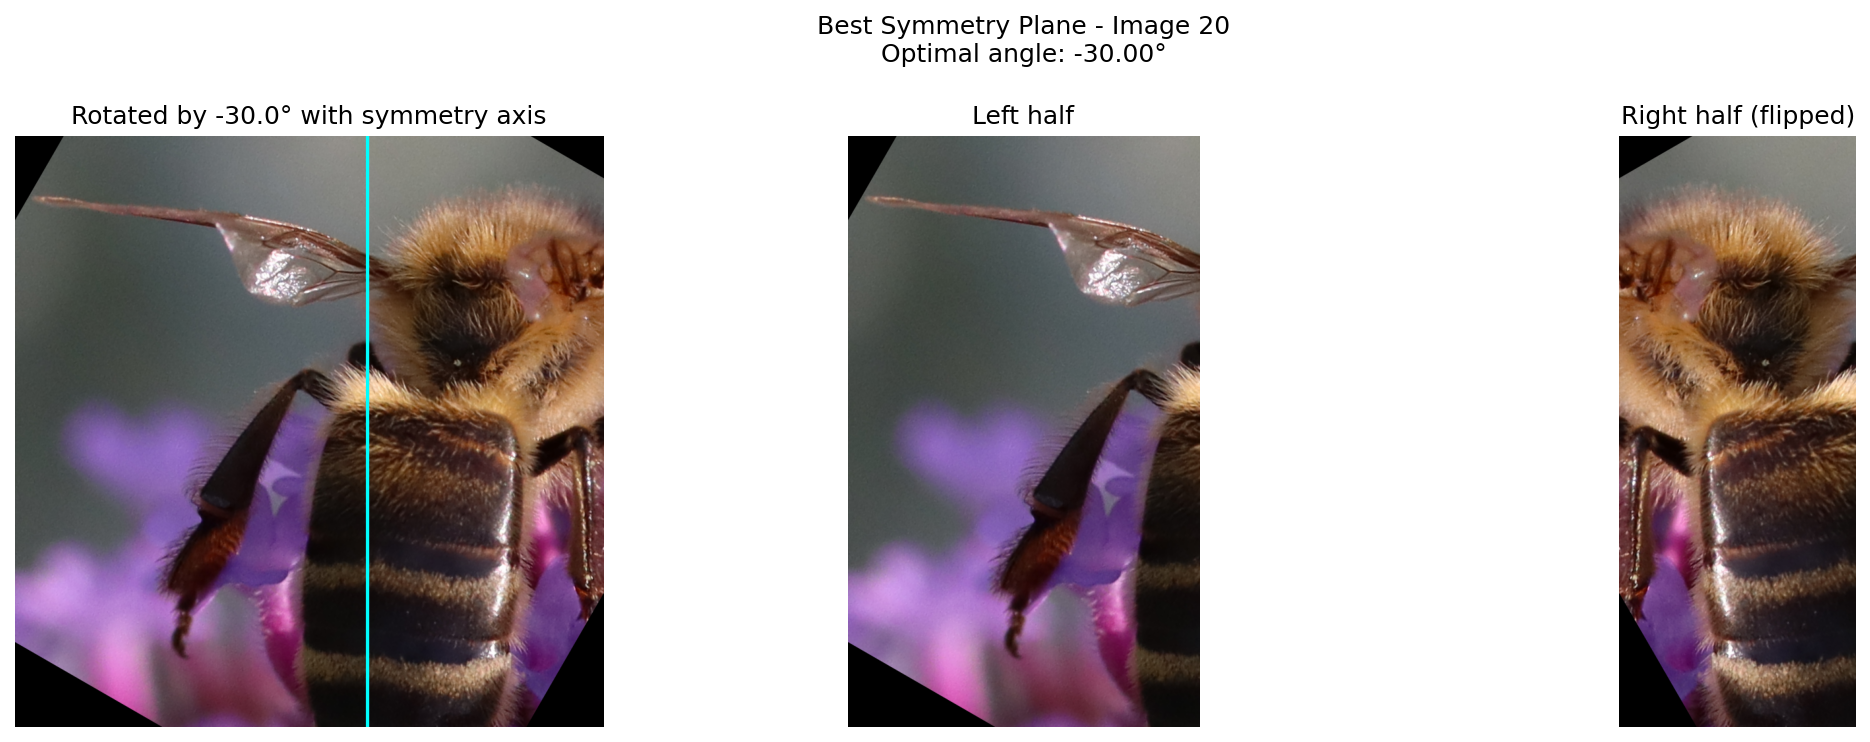 Best Symmetry Plane - Image 20
Optimal angle: -30.00°
Rotated by -30.0° with symmetry axis
Left half
Right half (flipped)